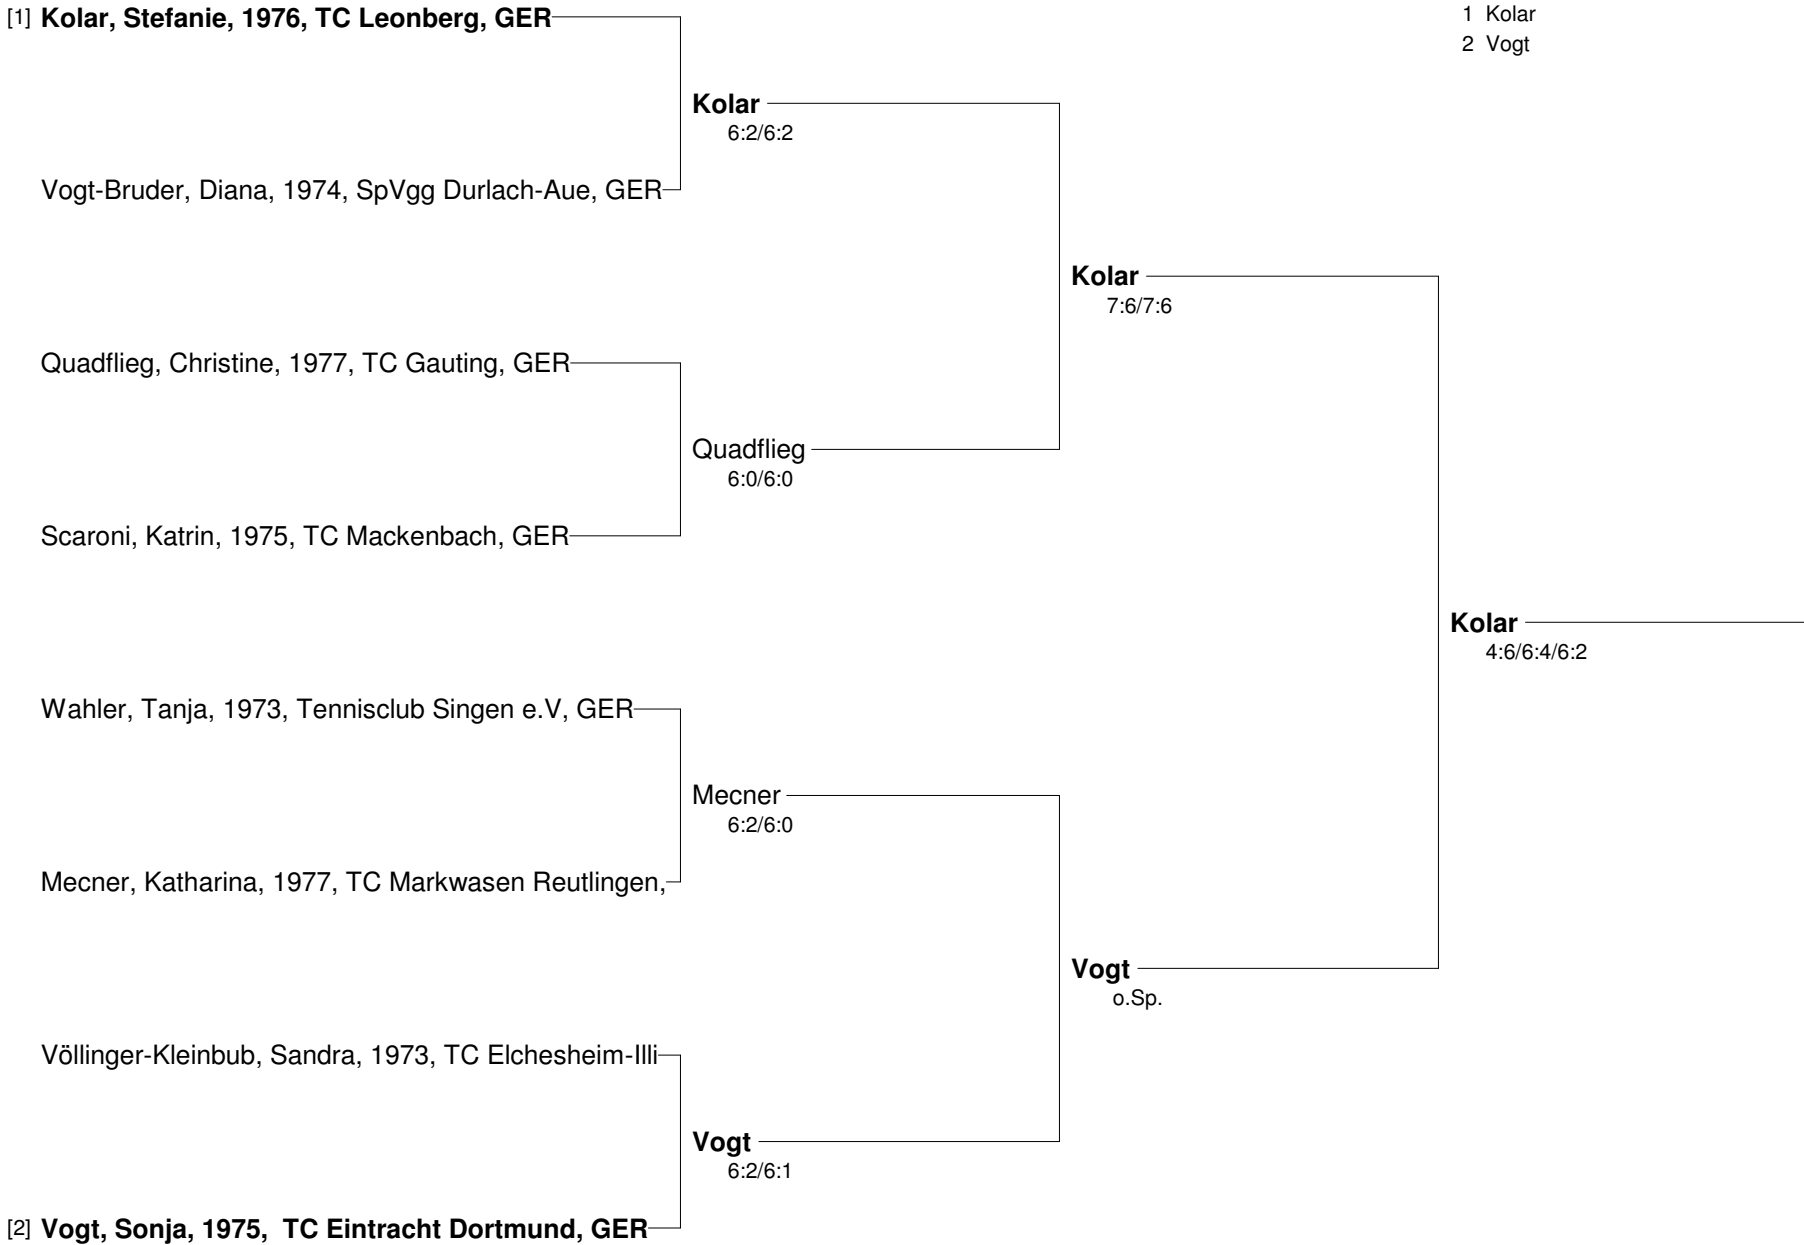 [1] Kolar, Stefanie, 1976, TC Leonberg, GER
1 Kolar
2 Vogt
Kolar
6:2/6:2
Vogt-Bruder, Diana, 1974, SpVgg Durlach-Aue, GER
Kolar
7:6/7:6
Quadflieg, Christine, 1977, TC Gauting, GER
Quadflieg
6:0/6:0
Scaroni, Katrin, 1975, TC Mackenbach, GER
Kolar
4:6/6:4/6:2
Wahler, Tanja, 1973, Tennisclub Singen e.V, GER
Mecner
6:2/6:0
Mecner, Katharina, 1977, TC Markwasen Reutlingen,
Vogt
o.Sp.
Völlinger-Kleinbub, Sandra, 1973, TC Elchesheim-Illi
Vogt
6:2/6:1
[2] Vogt, Sonja, 1975, TC Eintracht Dortmund, GER